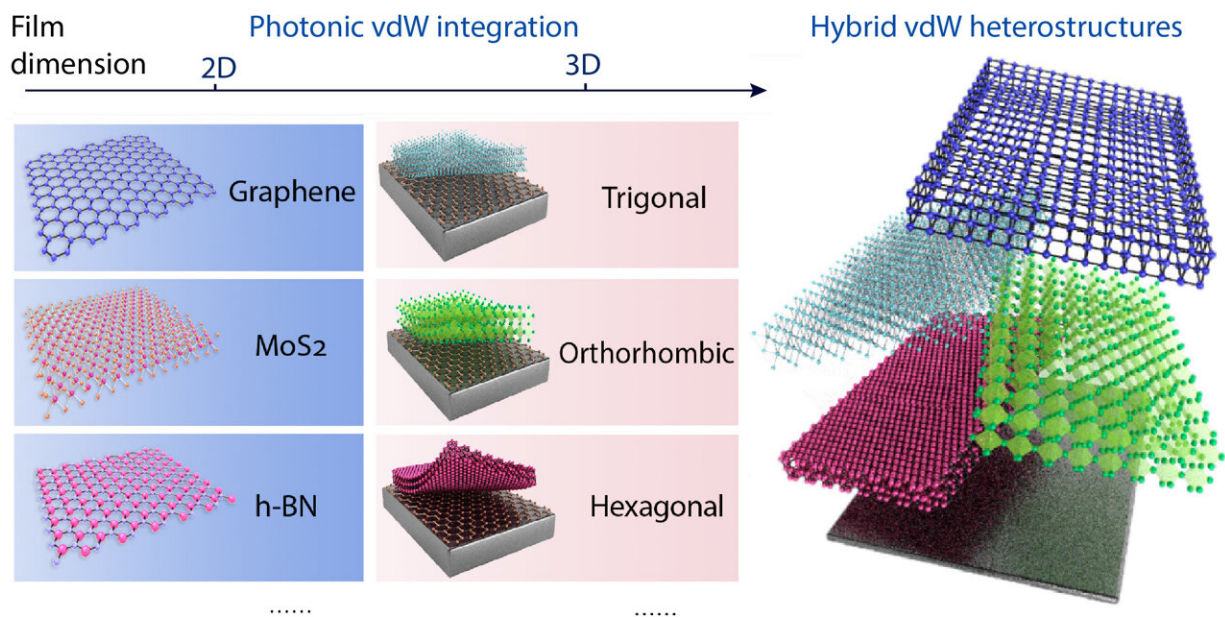 Film
dimension
Photonic vdW integration
Hybrid vdW heterostructures
2D
3D
Graphene
Trigonal
MoS2
Orthorhombic
h-BN
Hexagonal
......
......